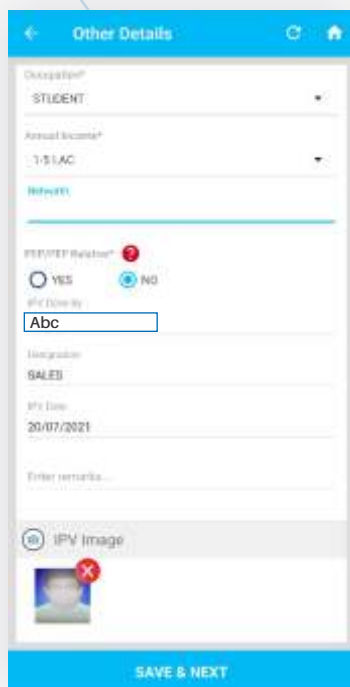 Other Details
Occupation*
STUDENT
Annual Income*
1-5 LAC
Networth
PEP/PEP Relative* ?
YES NO
IPV Done By
Abc
Designation
SALES
IPV Date
20/07/2021
Enter remarks...
IPV Image
SAVE & NEXT